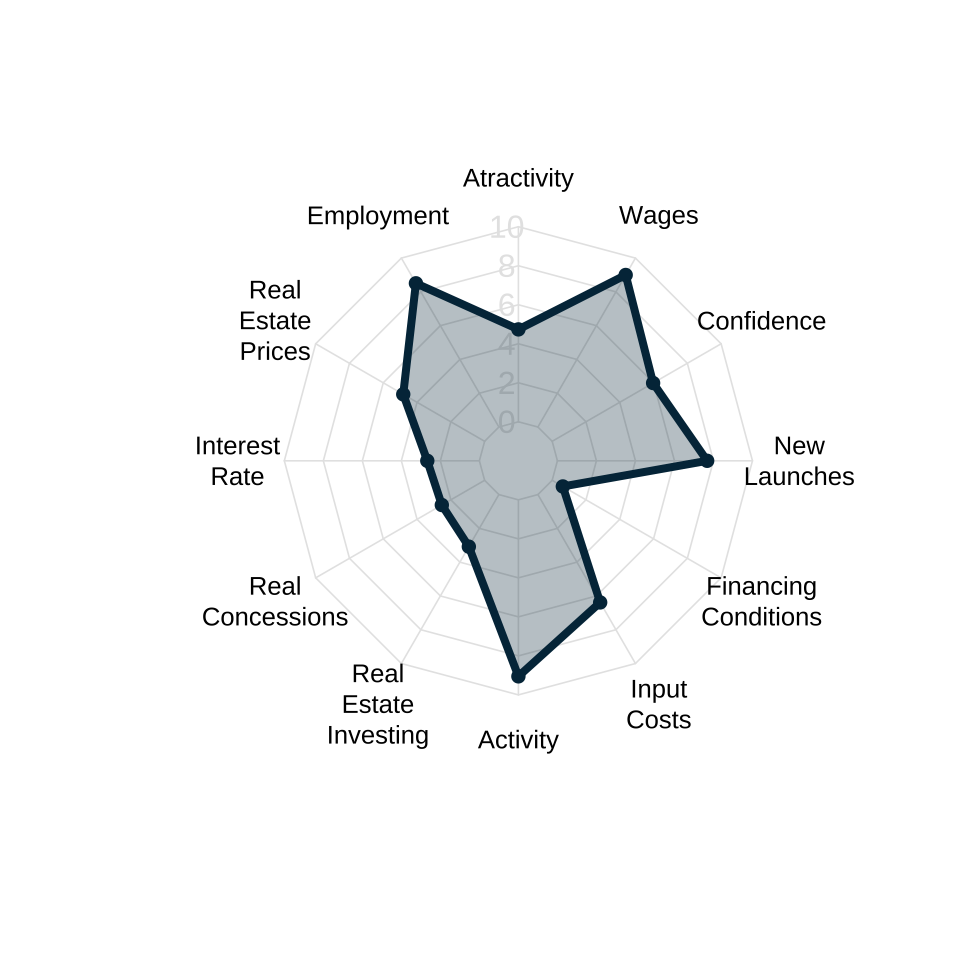 Atractivity
Employment
Wages
10
8
6
4
2
0
Real
Estate
Prices
Confidence
Interest
Rate
New
Launches
Real
Concessions
Financing
Conditions
Real
Estate
Investing
Input
Costs
Activity